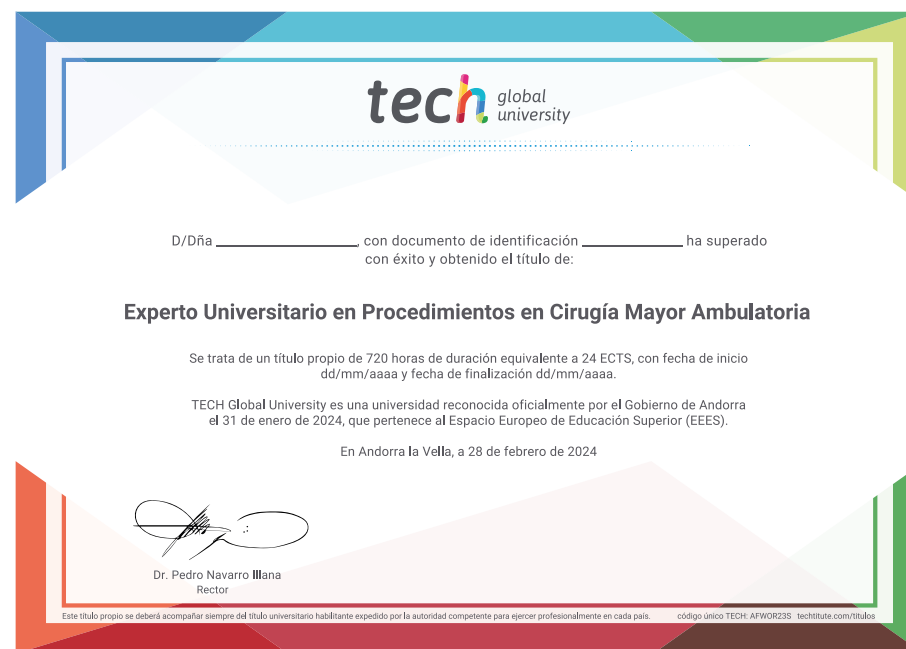 tech global university
D/Dña ____________, con documento de identificación ____________ ha superado
con éxito y obtenido el título de:
Experto Universitario en Procedimientos en Cirugía Mayor Ambulatoria
Se trata de un título propio de 720 horas de duración equivalente a 24 ECTS, con fecha de inicio
dd/mm/aaaa y fecha de finalización dd/mm/aaaa.
TECH Global University es una universidad reconocida oficialmente por el Gobierno de Andorra
el 31 de enero de 2024, que pertenece al Espacio Europeo de Educación Superior (EEES).
En Andorra la Vella, a 28 de febrero de 2024
Dr. Pedro Navarro Illana
Rector
Este título propio se deberá acompañar siempre del título universitario habilitante expedido por la autoridad competente para ejercer profesionalmente en cada país. código único TECH: AFWOR23S techtitute.com/titulos